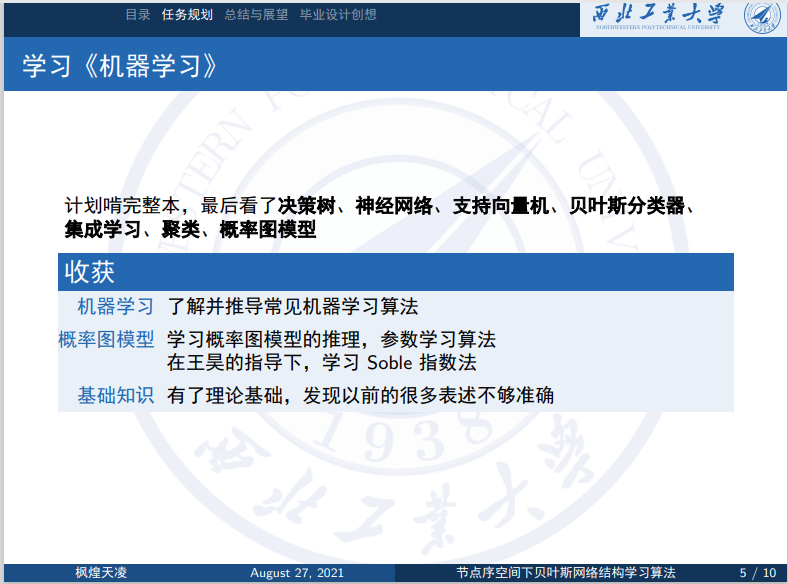 目录 任务规划 总结与展望 毕业设计创想
西北工业大学
NORTHWESTERN POLYTECHNICAL UNIVERSITY
学习《机器学习》
计划啃完整本，最后看了决策树、神经网络、支持向量机、贝叶斯分类器、
集成学习、聚类、概率图模型
收获
机器学习 了解并推导常见机器学习算法
概率图模型 学习概率图模型的推理，参数学习算法
在王昊的指导下，学习 Soble 指数法
基础知识 有了理论基础，发现以前的很多表述不够准确
1938
西北工业大学
枫煌天凌 August 27, 2021 节点序空间下贝叶斯网络结构学习算法 5 / 10